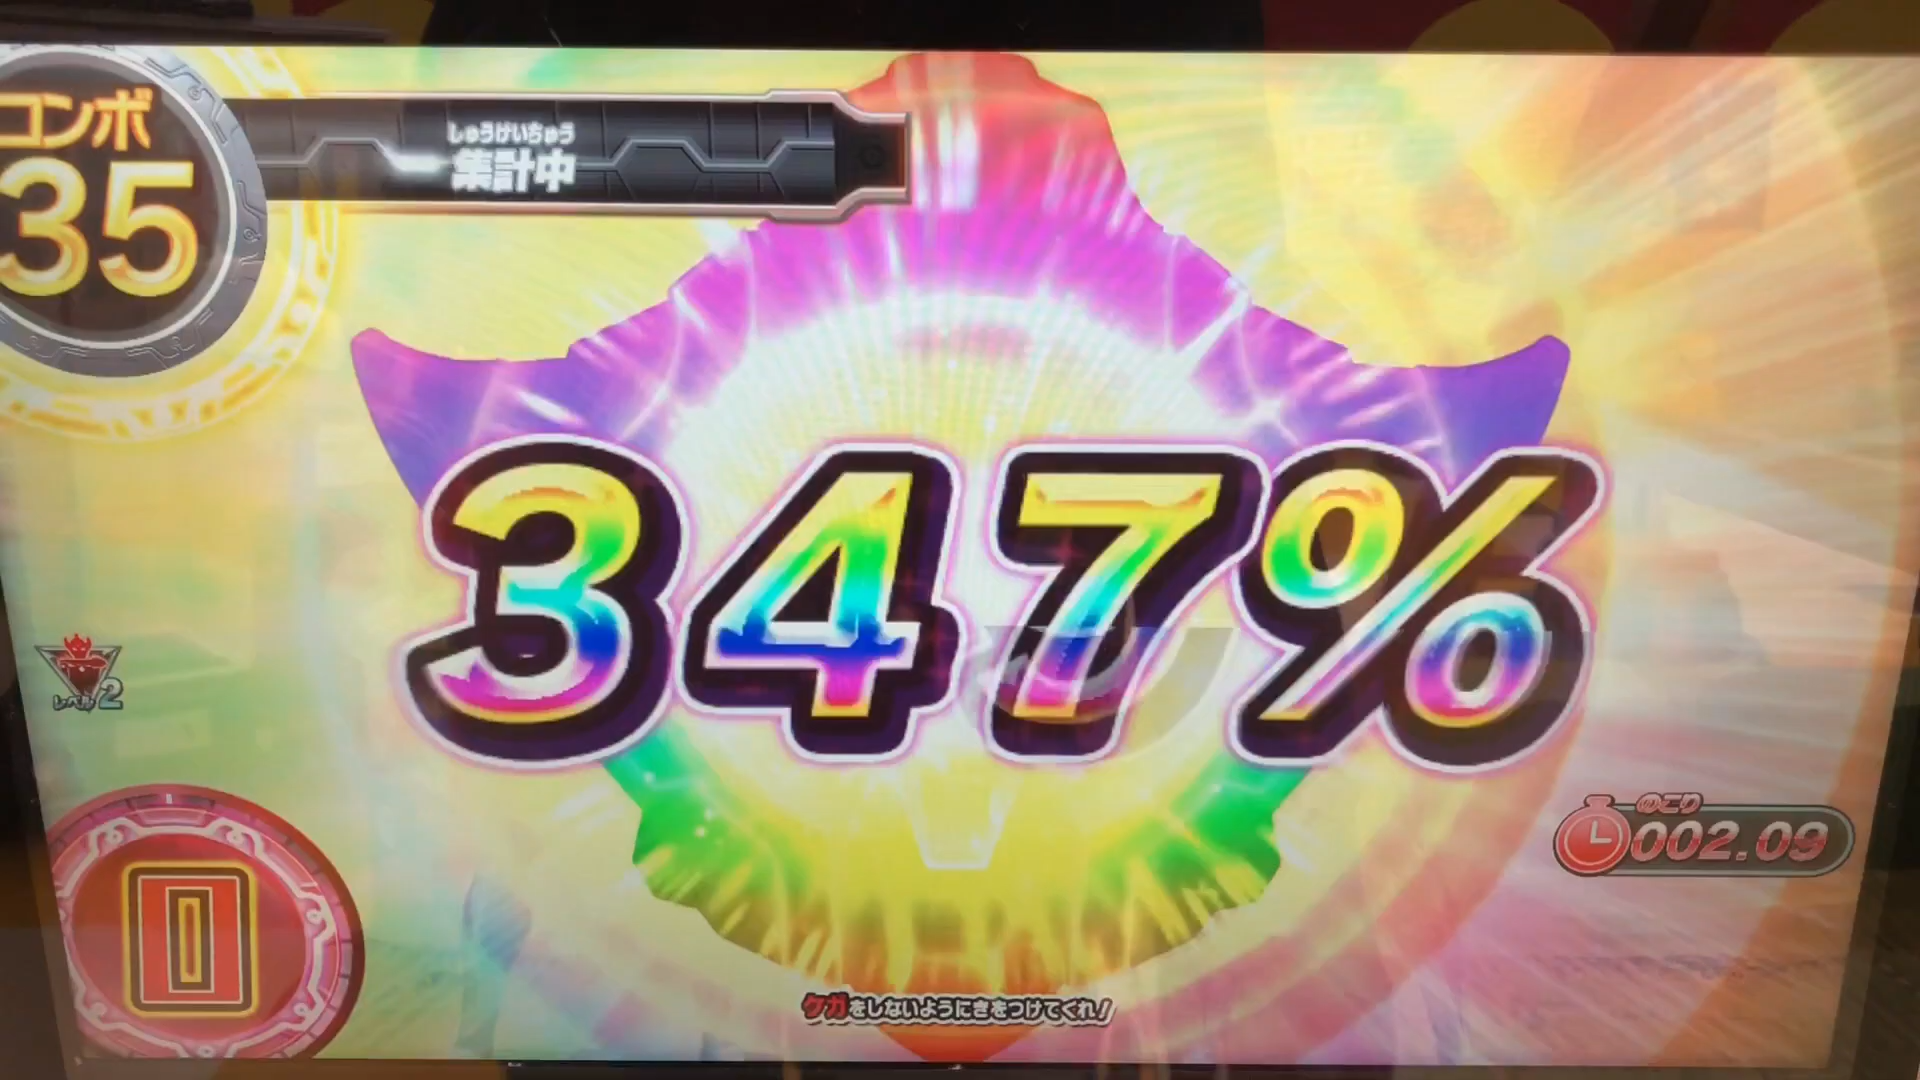 コンボ
35
しゅうけいちゅう
集計中
347%
レベル2
のこり
002.09
0
ケガをしないようにきをつけてくれ!